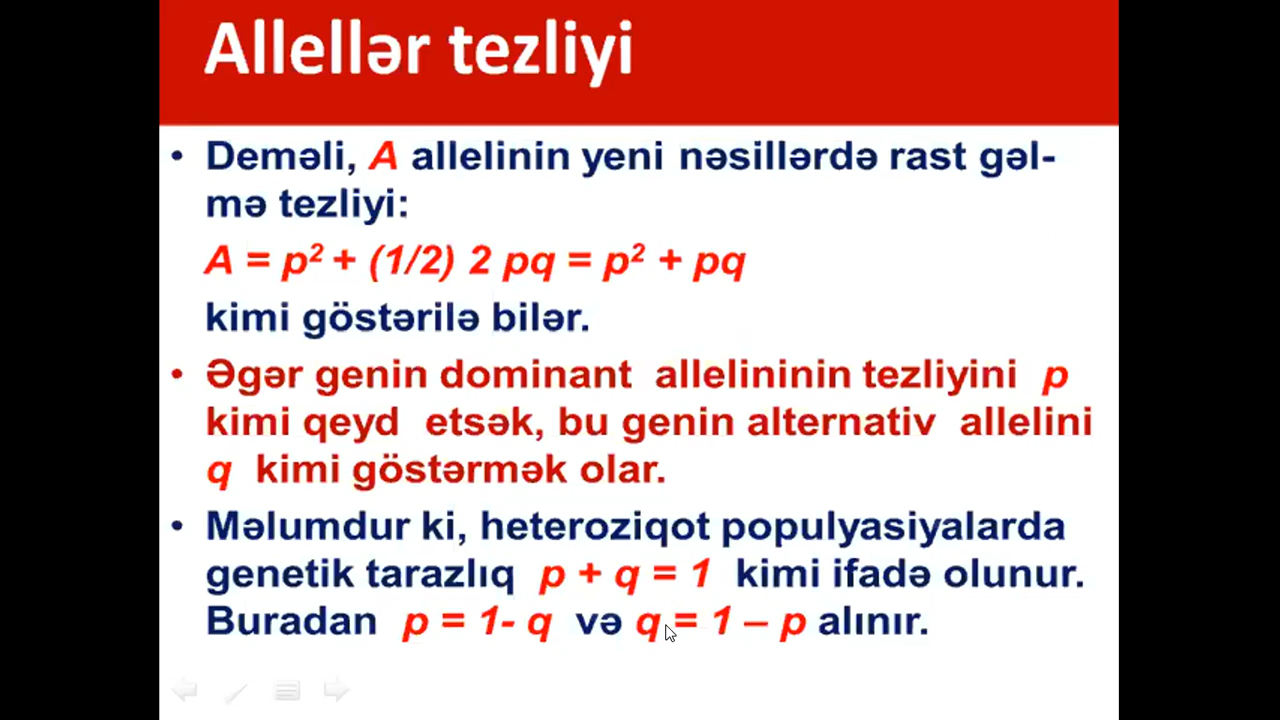 Allellər tezliyi
• Deməli, A allelinin yeni nəsillərdə rast gəl-
mə tezliyi:
A = p² + (1/2) 2 pq = p² + pq
kimi göstərilə bilər.
• Əgər genin dominant allelininin tezliyini p
kimi qeyd etsək, bu genin alternativ allelini
q kimi göstərmək olar.
• Məlumdur ki, heteroziqot populyasiyalarda
genetik tarazlıq p + q = 1 kimi ifadə olunur.
Buradan p = 1- q və q = 1 – p alınır.